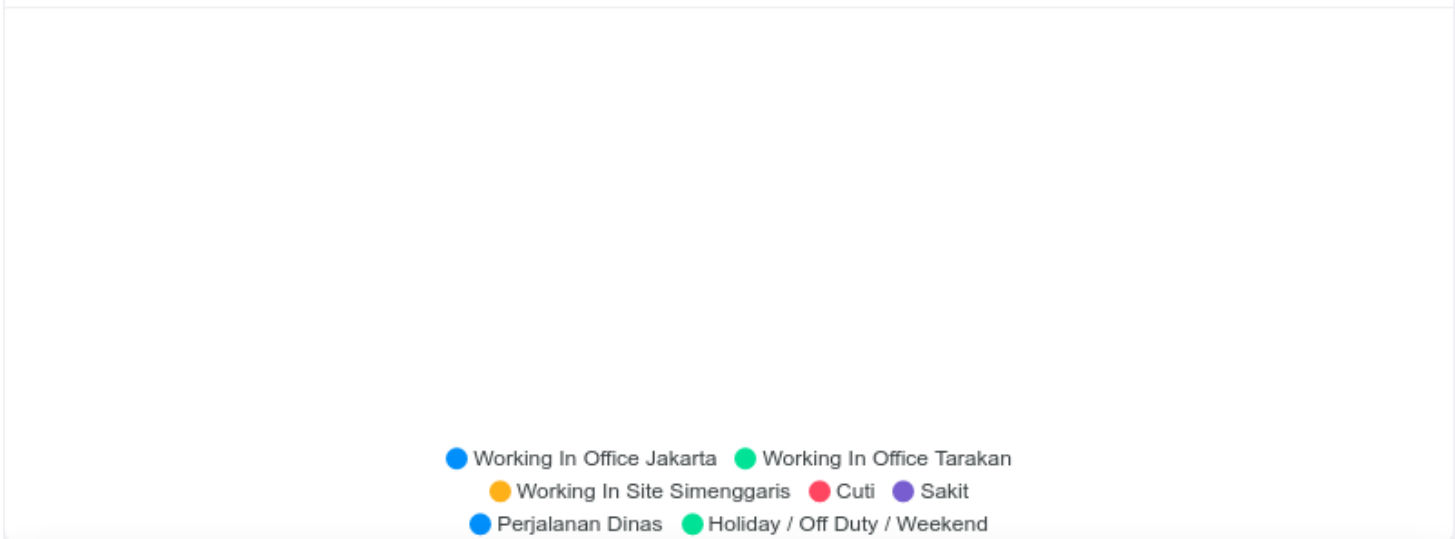 Working In Office Jakarta Working In Office Tarakan
Working In Site Simenggaris Cuti Sakit
Perjalanan Dinas Holiday / Off Duty / Weekend